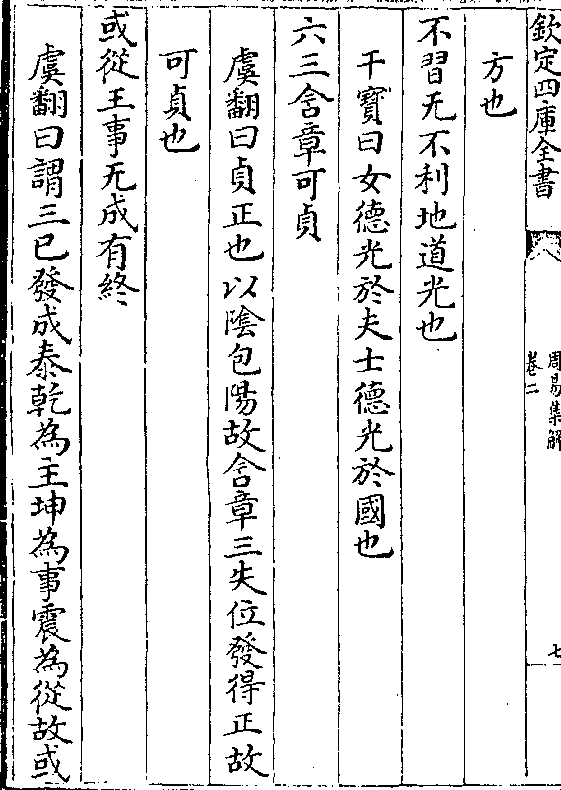 欽定四庫全書
周易集解
卷二
七
方也
不習无不利地道光也
干寳曰女德光於夫士德光於國也
六三含章可貞
虞翻曰貞正也以陰包陽故含章三失位發得正故
可貞也
或從王事无成有終
虞翻曰謂三已發成泰乾為王坤為事震為從故或